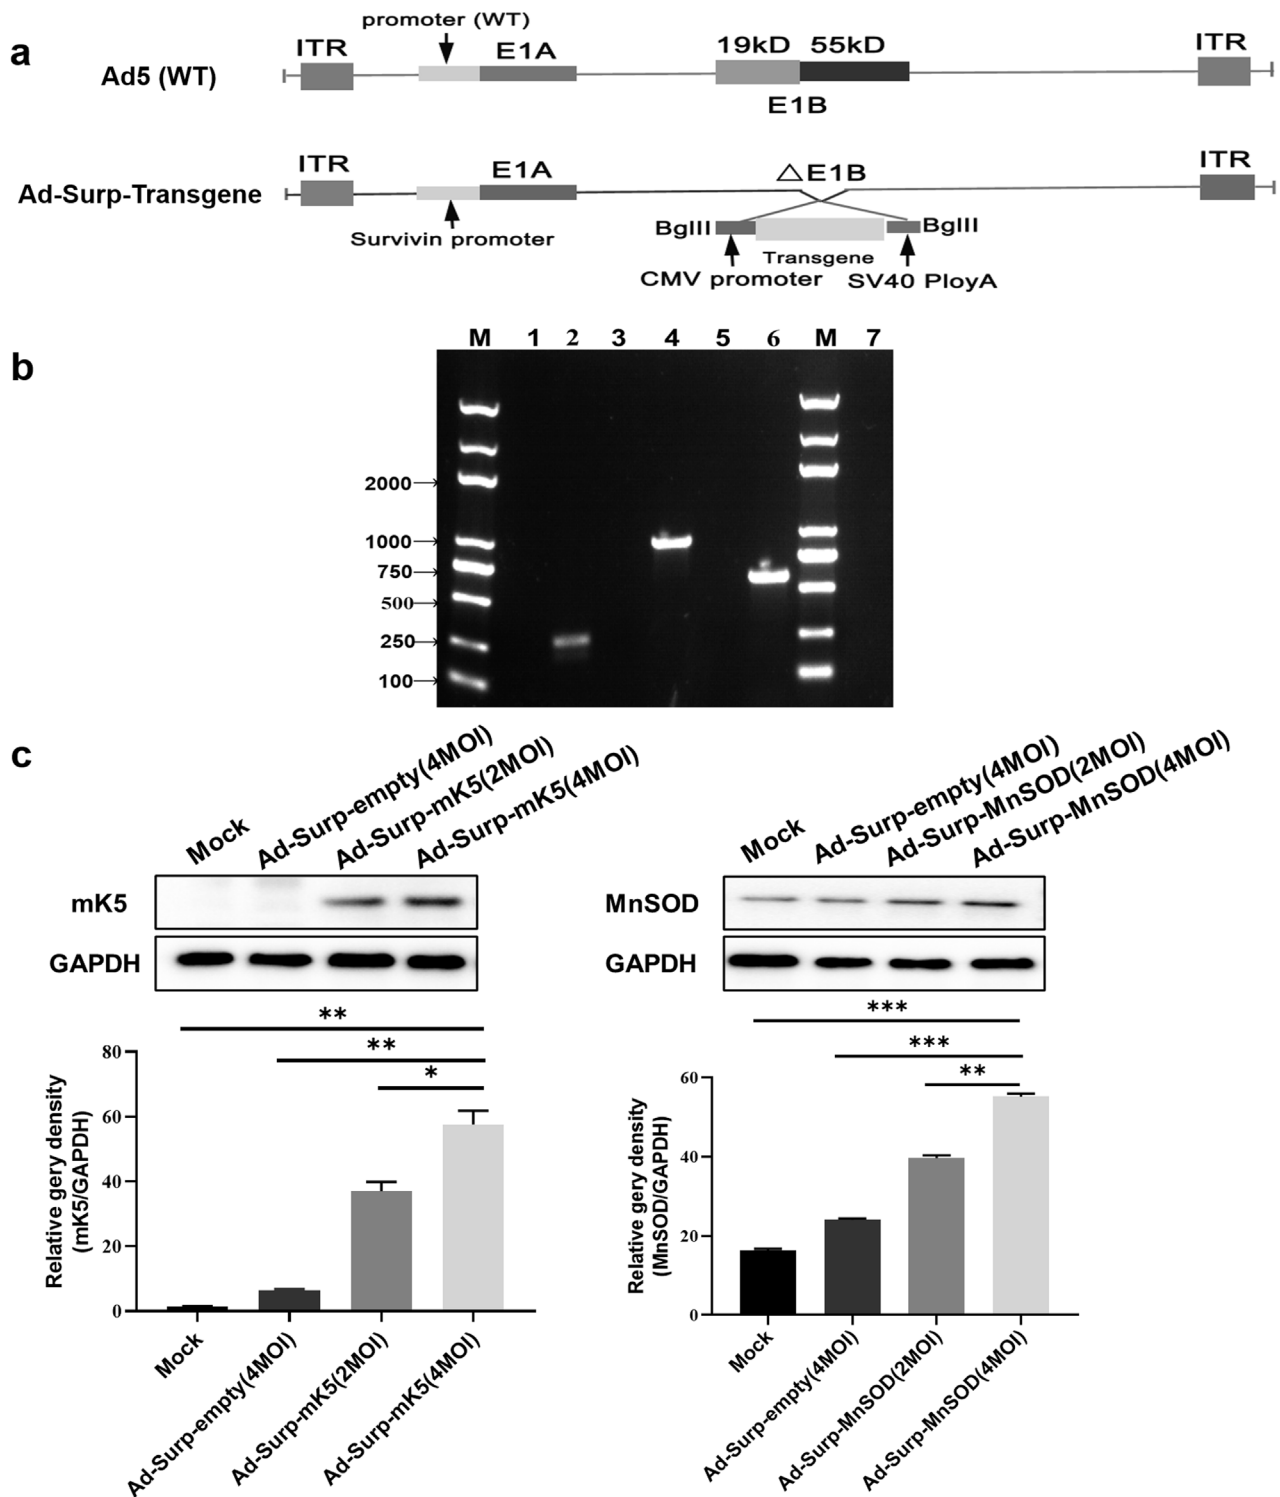 a
promoter (WT)
ITR
E1A
19kD
55kD
ITR
Ad5 (WT)
E1B
ITR
E1A
△ E1B
ITR
Ad-Surp-Transgene
Survivin promoter
BglII
BglII
Transgene
CMV promoter
SV40 PloyA
b
M 1 2 3 4 5 6 M 7
2000
1000
750
500
250
100
c
Mock
Ad-Surp-empty(4MOI)
Ad-Surp-mK5(2MOI)
Ad-Surp-mK5(4MOI)
mK5
GAPDH
**
**
*
80
60
40
20
0
Relative gery density
(mK5/GAPDH)
Mock
Ad-Surp-empty(4MOI)
Ad-Surp-mK5(2MOI)
Ad-Surp-mK5(4MOI)
Mock
Ad-Surp-empty(4MOI)
Ad-Surp-MnSOD(2MOI)
Ad-Surp-MnSOD(4MOI)
MnSOD
GAPDH
***
***
**
60
40
20
0
Relative gery density
(MnSOD/GAPDH)
Mock
Ad-Surp-empty(4MOI)
Ad-Surp-MnSOD(2MOI)
Ad-Surp-MnSOD(4MOI)